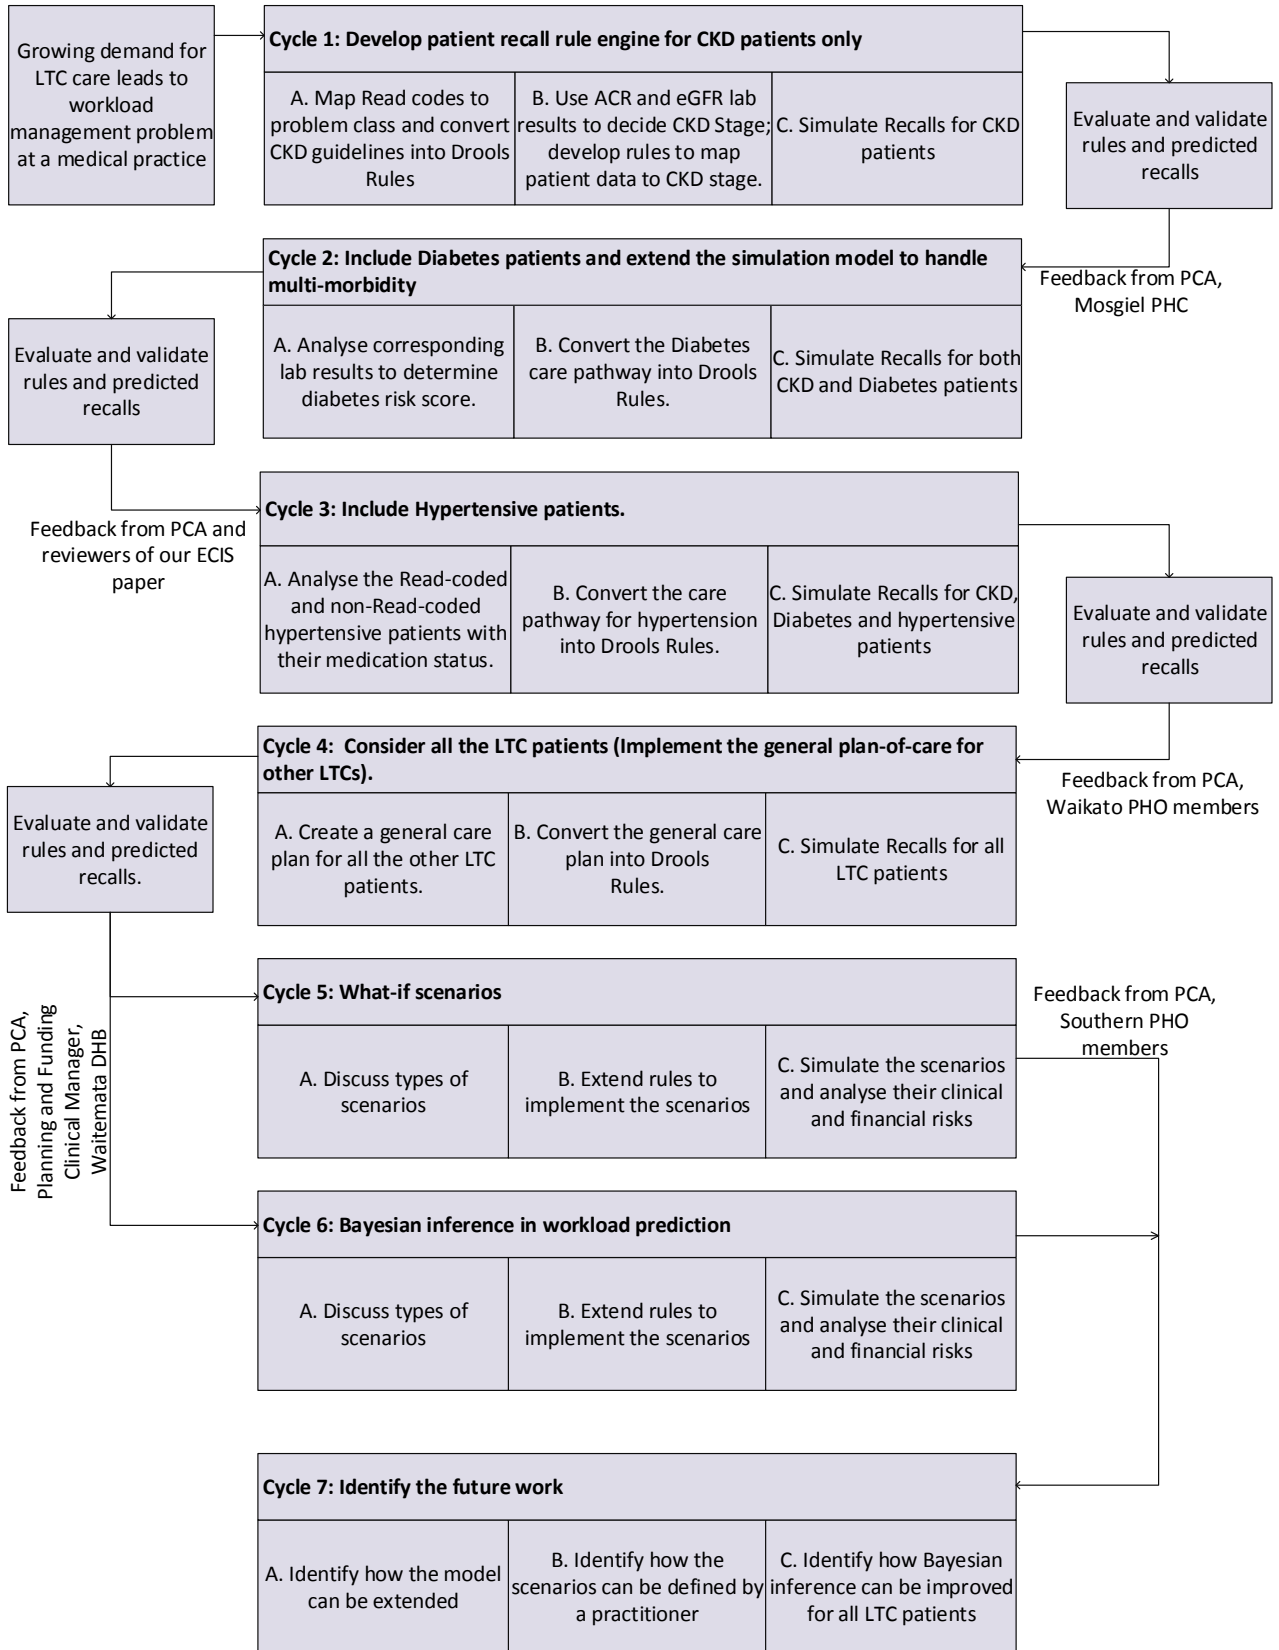 Growing demand for
LTC care leads to
workload
management problem
at a medical practice
Cycle 1: Develop patient recall rule engine for CKD patients only
A. Map Read codes to
problem class and convert
CKD guidelines into Drools
Rules
B. Use ACR and eGFR lab
results to decide CKD Stage;
develop rules to map
patient data to CKD stage.
C. Simulate Recalls for CKD
patients
Evaluate and validate
rules and predicted
recalls
Feedback from PCA,
Mosgiel PHC
Cycle 2: Include Diabetes patients and extend the simulation model to handle
multi-morbidity
A. Analyse corresponding
lab results to determine
diabetes risk score.
B. Convert the Diabetes
care pathway into Drools
Rules.
C. Simulate Recalls for both
CKD and Diabetes patients
Evaluate and validate
rules and predicted
recalls
Feedback from PCA and
reviewers of our ECIS
paper
Cycle 3: Include Hypertensive patients.
A. Analyse the Read-coded
and non-Read-coded
hypertensive patients with
their medication status.
B. Convert the care
pathway for hypertension
into Drools Rules.
C. Simulate Recalls for CKD,
Diabetes and hypertensive
patients
Evaluate and validate
rules and predicted
recalls
Feedback from PCA,
Waikato PHO members
Cycle 4:  Consider all the LTC patients (Implement the general plan-of-care for
other LTCs).
A. Create a general care
plan for all the other LTC
patients.
B. Convert the general care
plan into Drools
Rules.
C. Simulate Recalls for all
LTC patients
Evaluate and validate
rules and predicted
recalls.
Feedback from PCA,
Planning and Funding
Clinical Manager,
Waitemata DHB
Cycle 5: What-if scenarios
A. Discuss types of
scenarios
B. Extend rules to
implement the scenarios
C. Simulate the scenarios
and analyse their clinical
and financial risks
Feedback from PCA,
Southern PHO
members
Cycle 6: Bayesian inference in workload prediction
A. Discuss types of
scenarios
B. Extend rules to
implement the scenarios
C. Simulate the scenarios
and analyse their clinical
and financial risks
Cycle 7: Identify the future work
A. Identify how the model
can be extended
B. Identify how the
scenarios can be defined by
a practitioner
C. Identify how Bayesian
inference can be improved
for all LTC patients